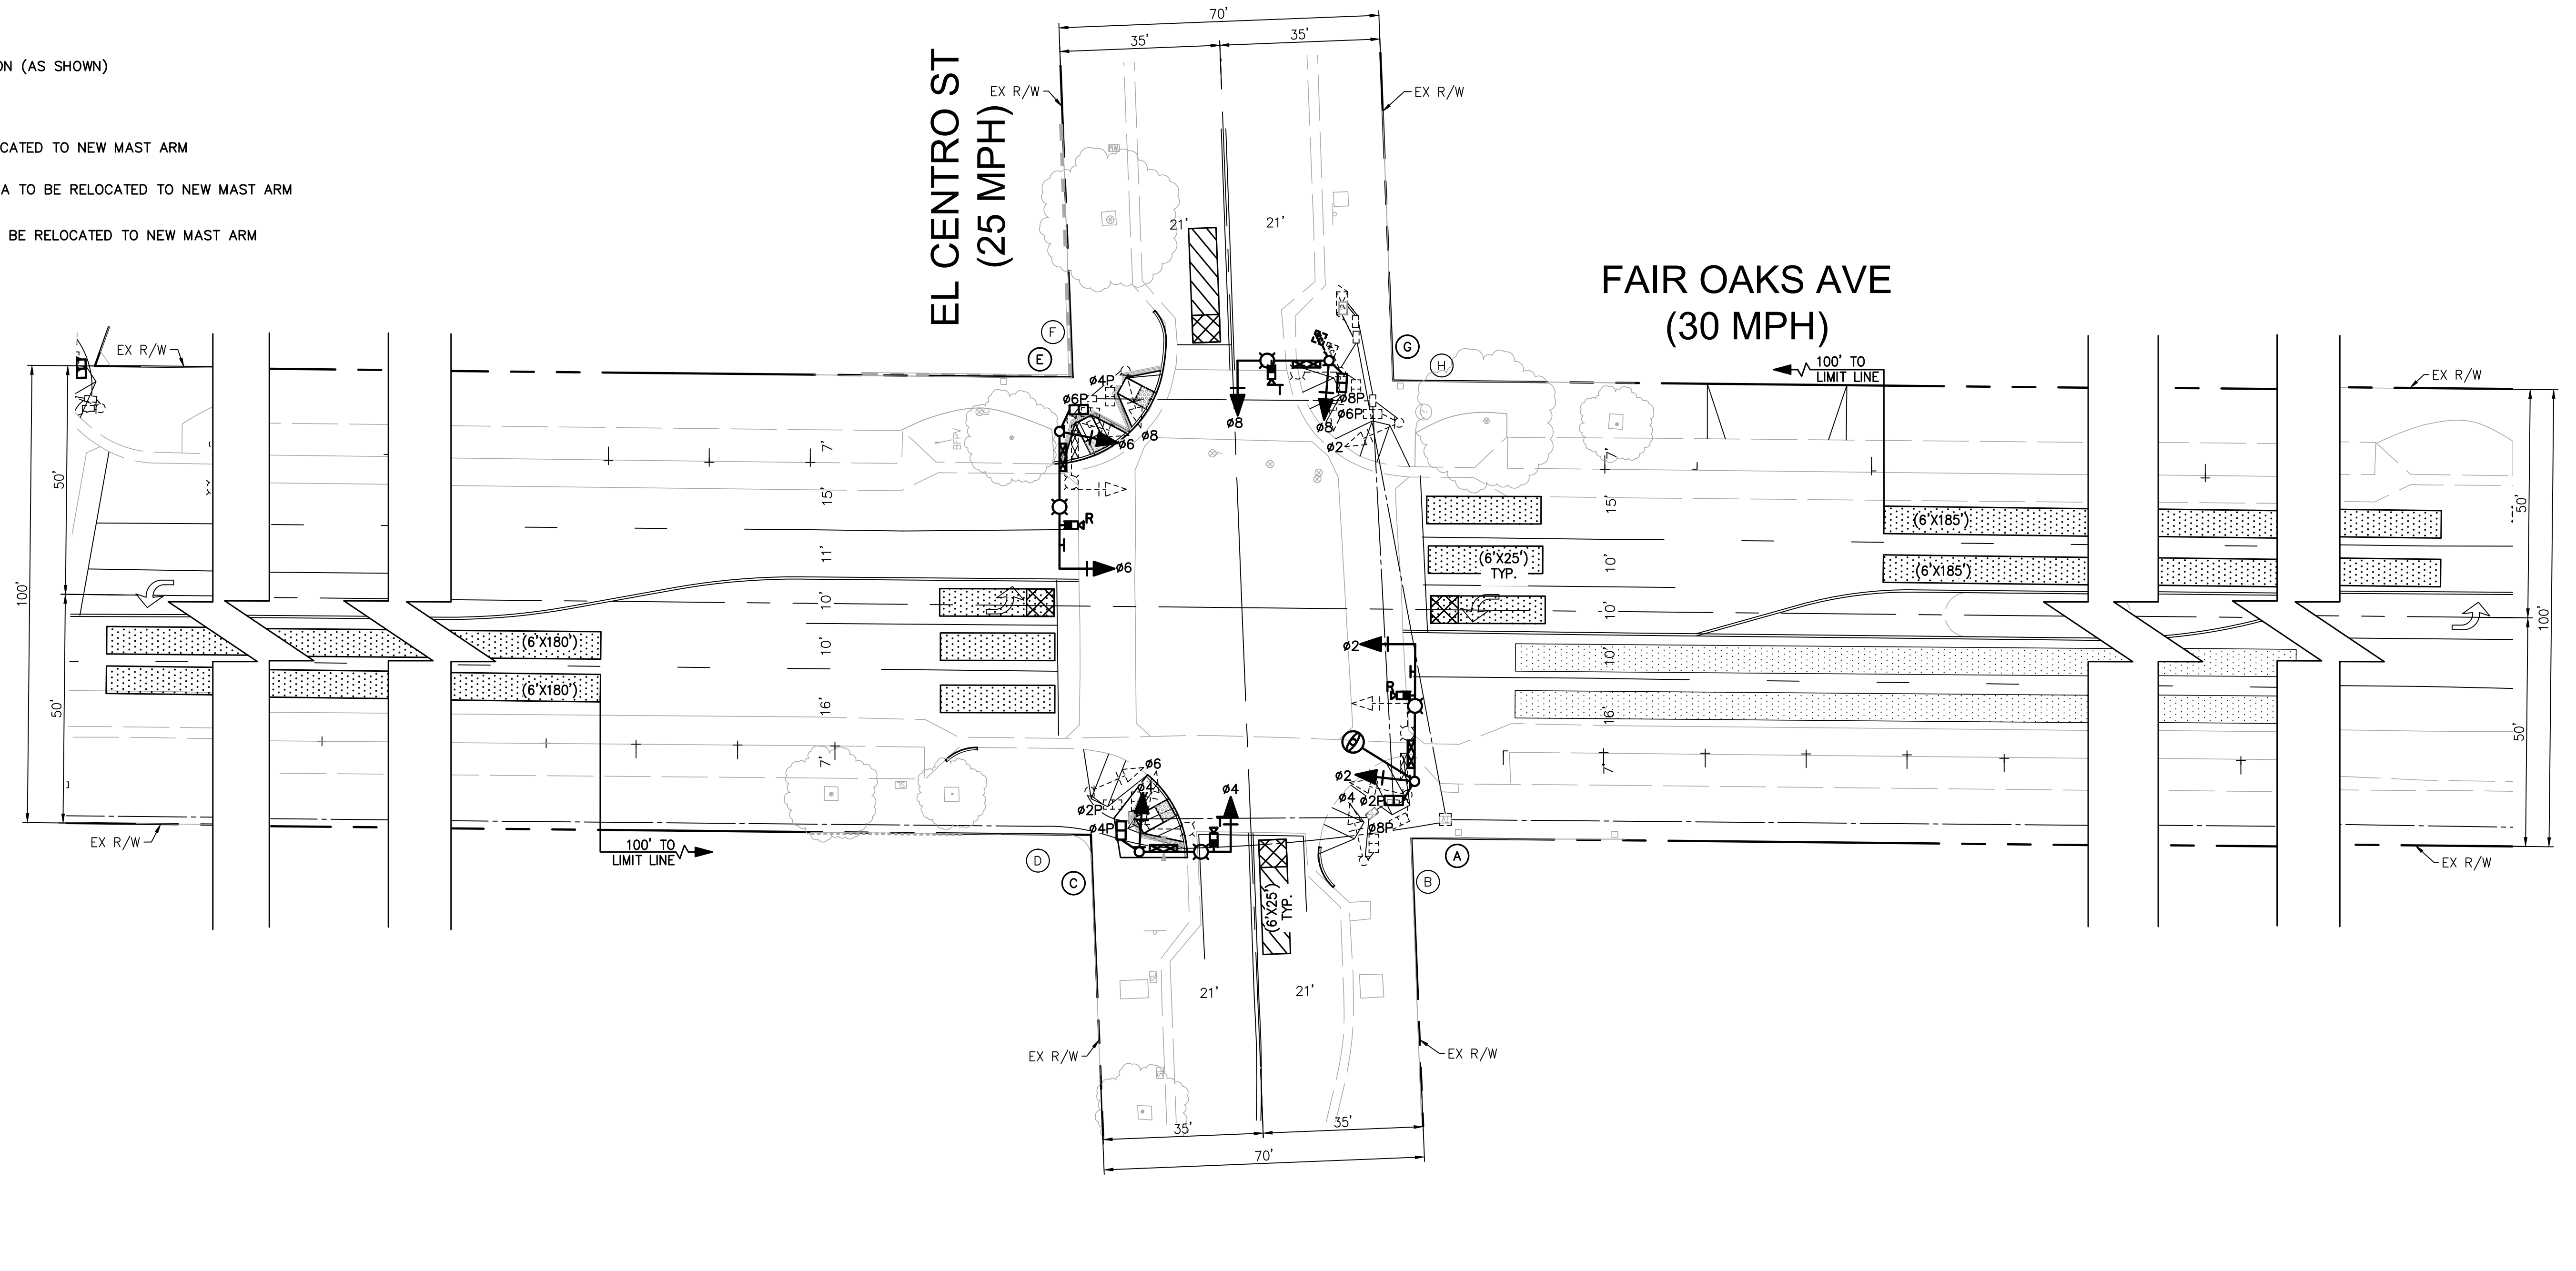 ON (AS SHOWN)
CATED TO NEW MAST ARM
A TO BE RELOCATED TO NEW MAST ARM
BE RELOCATED TO NEW MAST ARM
70'
35'
35'
EX R/W
EX R/W
EL CENTRO ST
(25 MPH)
21'
21'
FAIR OAKS AVE
(30 MPH)
F
E
G
H
EX R/W
100' TO
LIMIT LINE
EX R/W
ø4P
ø6P
ø8
ø6
BFPV
T
ø8
ø8
ø8P
ø6P
ø2
7'
15'
11'
10'
10'
16'
7'
R
ø6
7'
15'
10'
10'
10'
16'
7'
(6'X185')
(6'X185')
(6'X25')
TYP.
50'
50'
100'
50'
50'
100'
(6'X180')
(6'X180')
ø2
R
ø2
ø4
ø2P
ø8P
ø6
ø4
ø2P
ø4P
ø4
T
EX R/W
100' TO
LIMIT LINE
D
C
A
B
EX R/W
(6'X25')
TYP.
21'
21'
EX R/W
EX R/W
35'
35'
70'